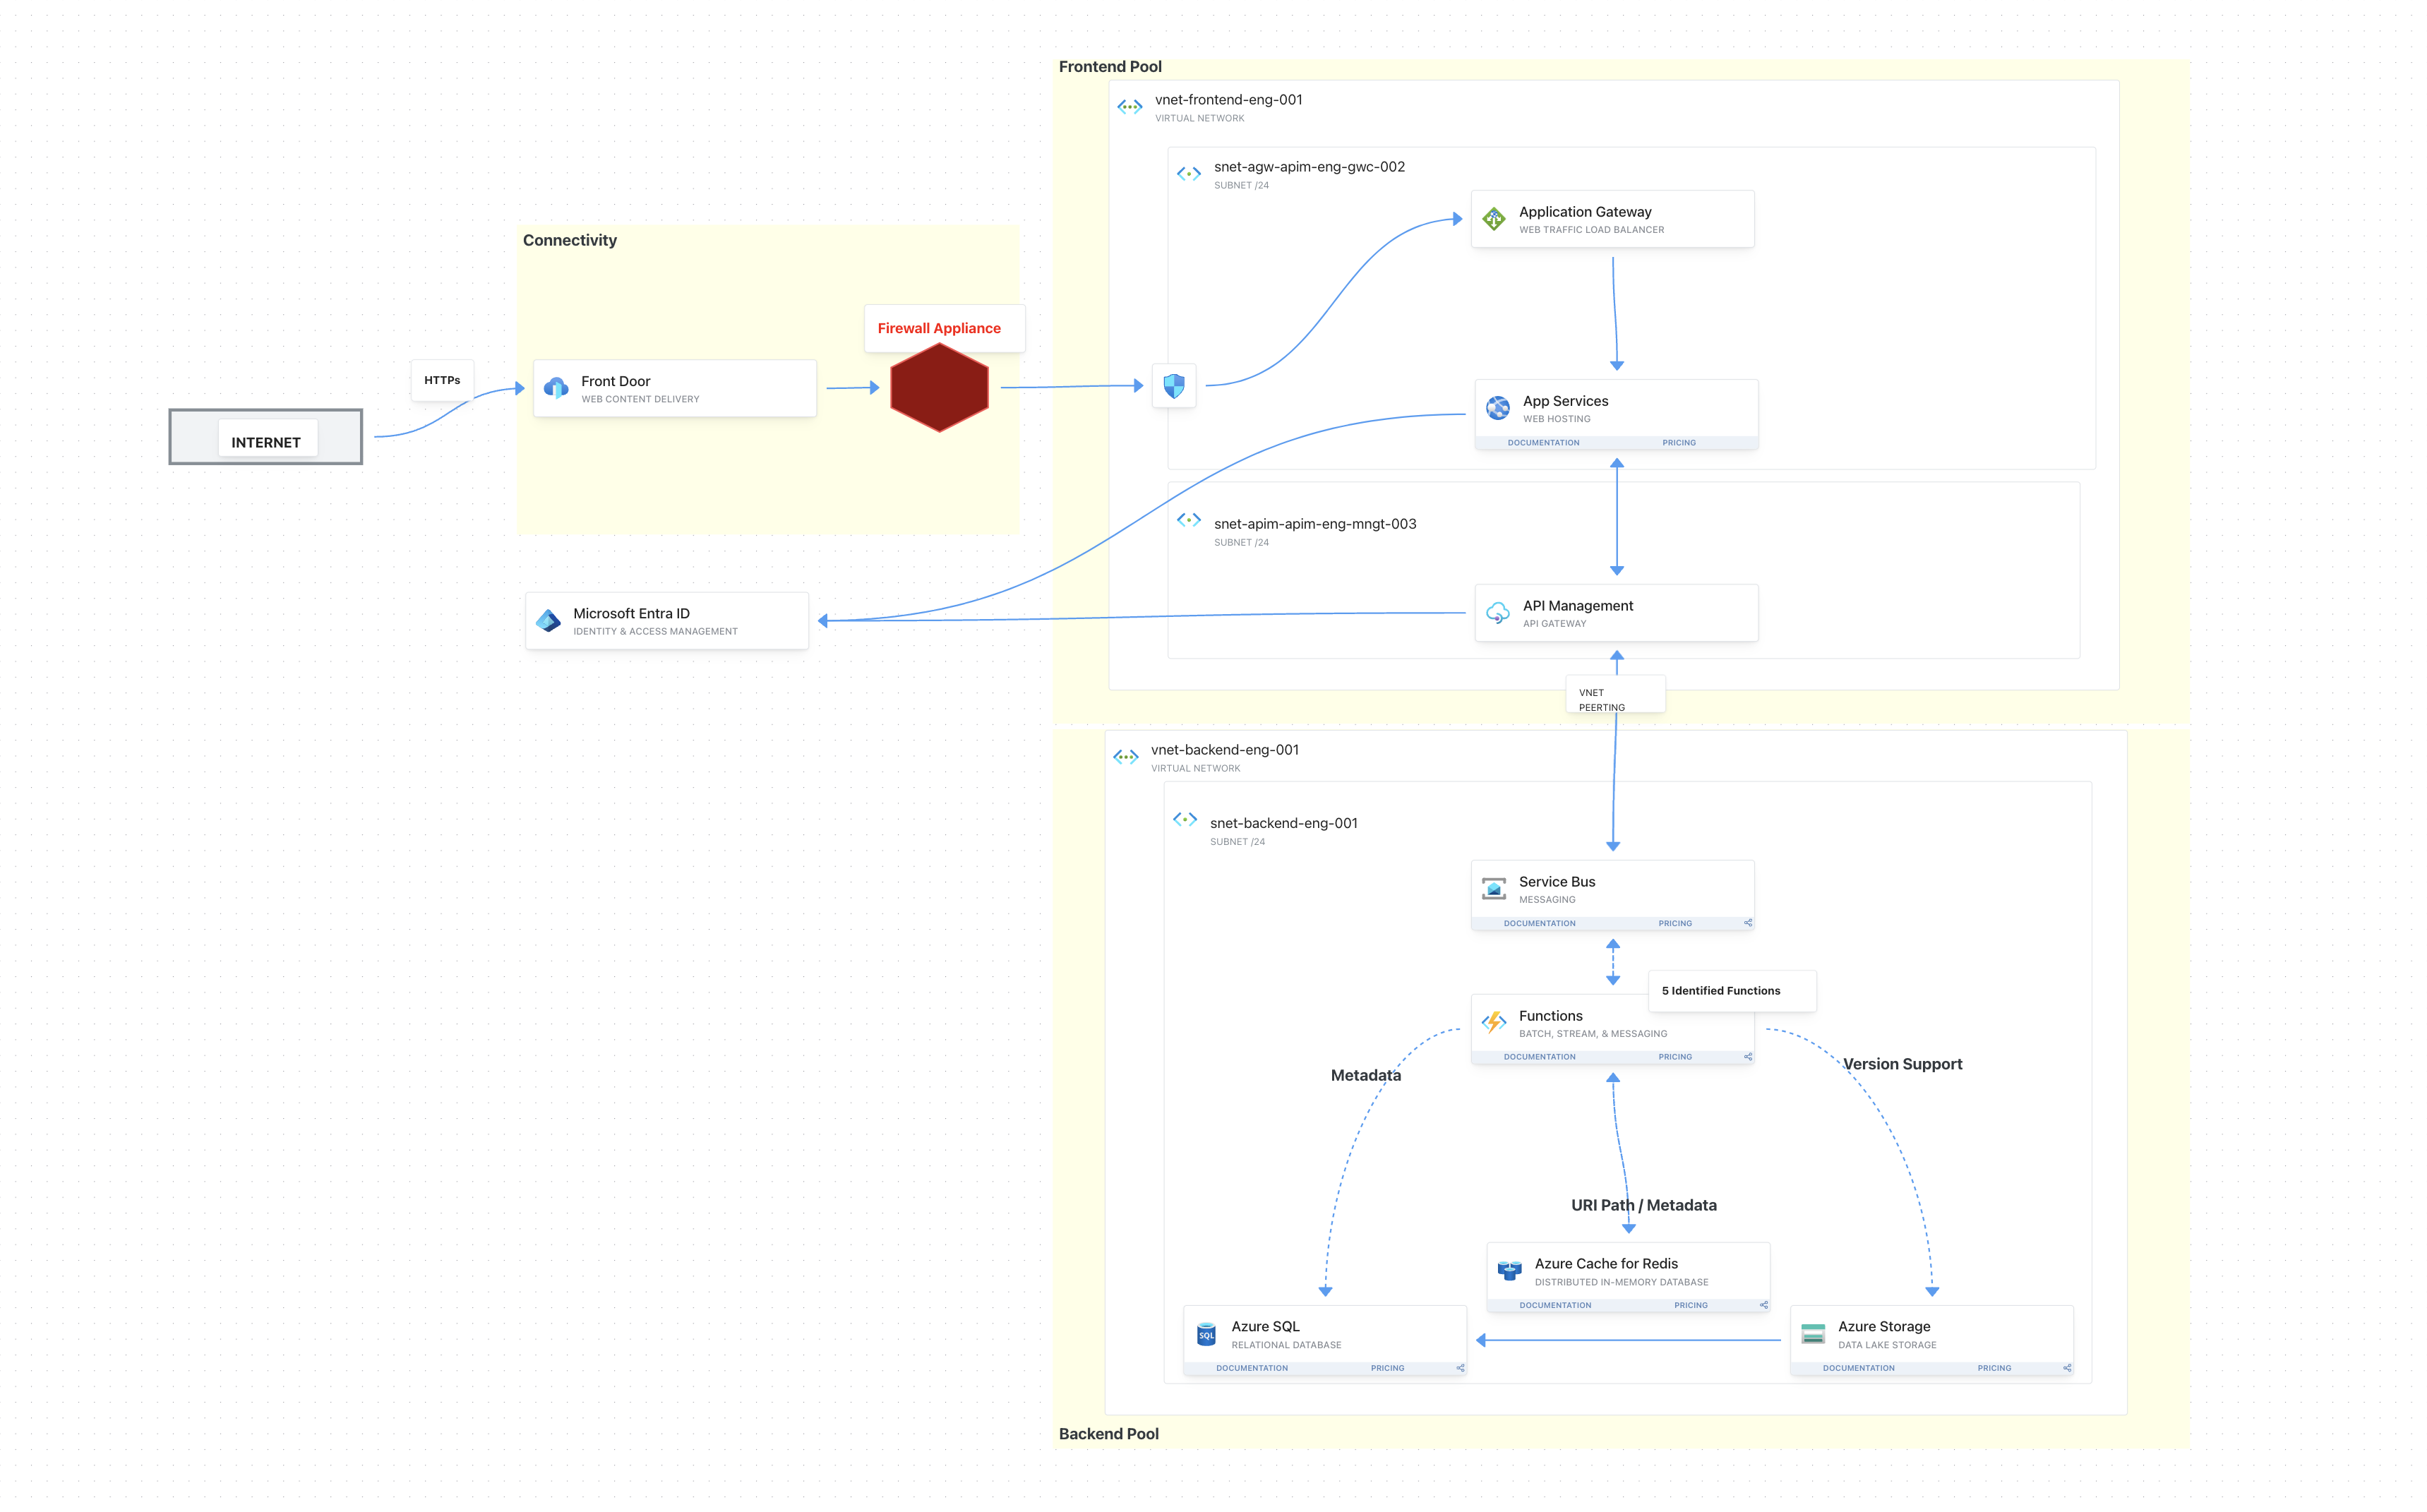 Frontend Pool
vnet-frontend-eng-001
VIRTUAL NETWORK
snet-agw-apim-eng-gwc-002
SUBNET /24
Application Gateway
WEB TRAFFIC LOAD BALANCER
Connectivity
Firewall Appliance
HTTPs
Front Door
WEB CONTENT DELIVERY
INTERNET
App Services
WEB HOSTING
DOCUMENTATION PRICING
snet-apim-apim-eng-mngt-003
SUBNET /24
Microsoft Entra ID
IDENTITY & ACCESS MANAGEMENT
API Management
API GATEWAY
VNET
PEERTING
vnet-backend-eng-001
VIRTUAL NETWORK
snet-backend-eng-001
SUBNET /24
Service Bus
MESSAGING
DOCUMENTATION PRICING
5 Identified Functions
Functions
BATCH, STREAM, & MESSAGING
DOCUMENTATION PRICING
Metadata
Version Support
URI Path / Metadata
Azure Cache for Redis
DISTRIBUTED IN-MEMORY DATABASE
DOCUMENTATION PRICING
SQL
Azure SQL
RELATIONAL DATABASE
DOCUMENTATION PRICING
Azure Storage
DATA LAKE STORAGE
DOCUMENTATION PRICING
Backend Pool